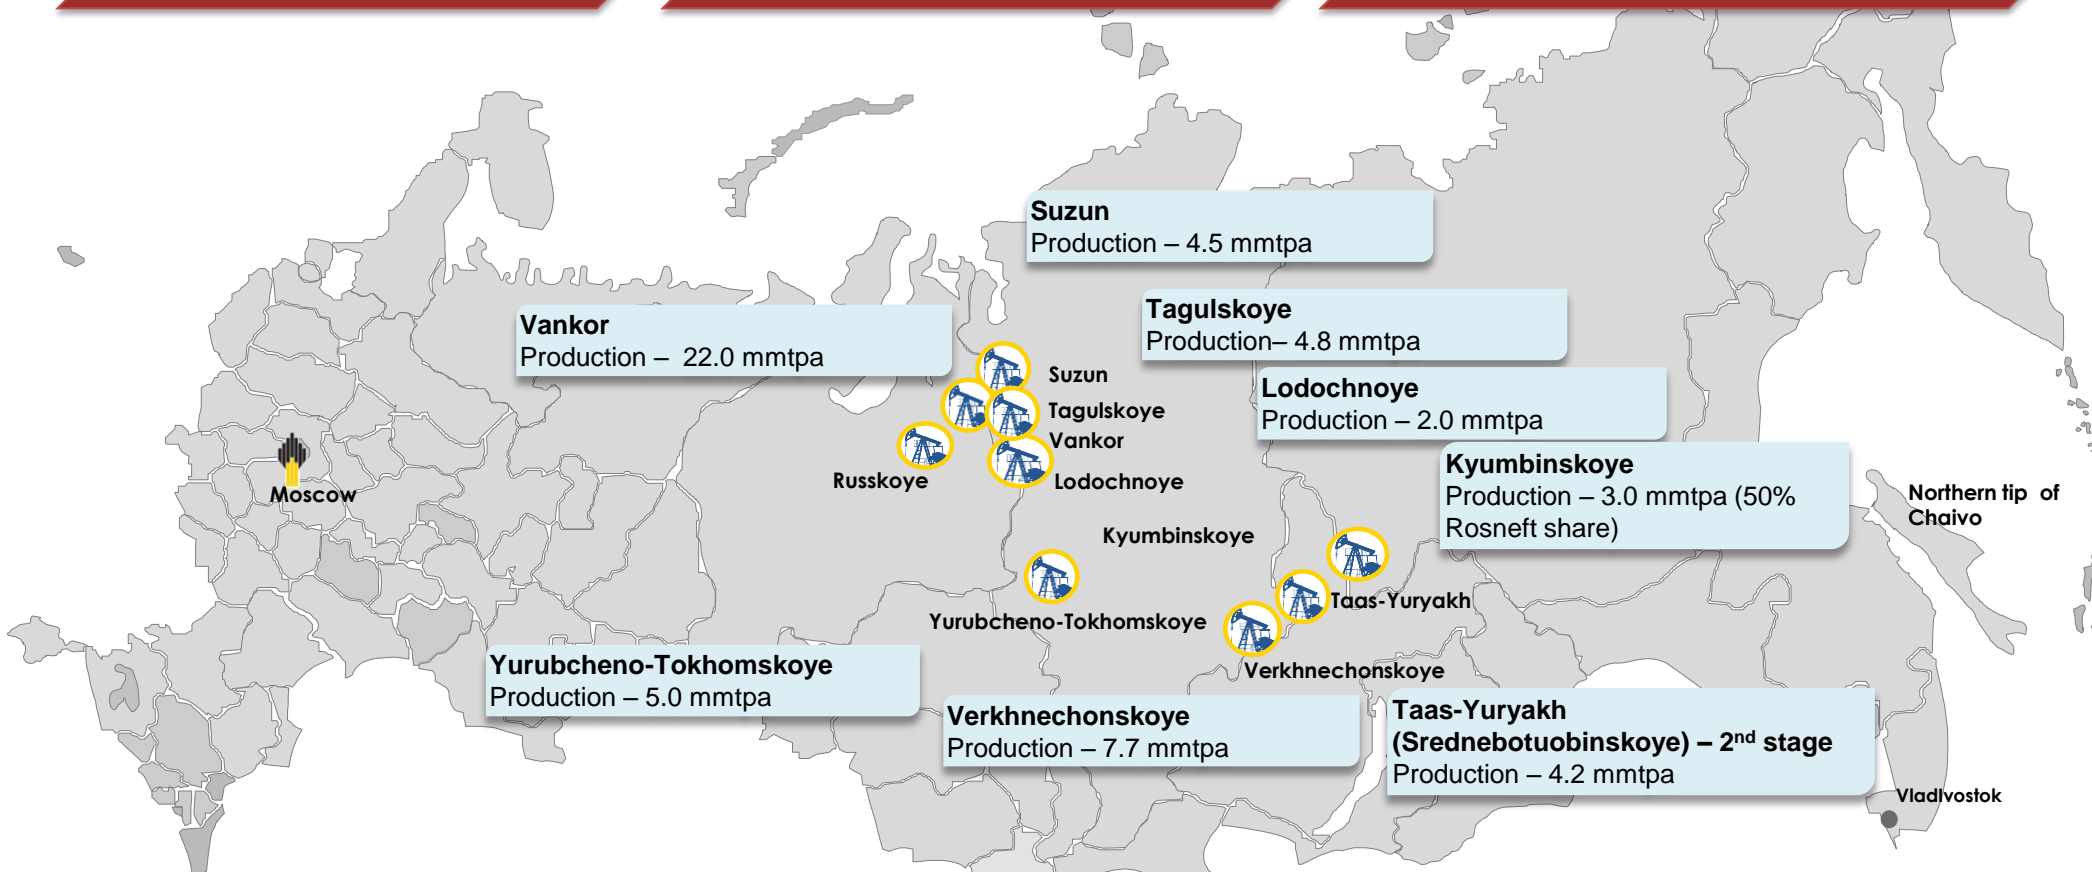 Suzun
Production – 4.5 mmtpa
Tagulskoye
Production– 4.8 mmtpa
Vankor
Production –  22.0 mmtpa
Lodochnoye
Production – 2.0 mmtpa
Suzun
Tagulskoye
Vankor
Lodochnoye
Russkoye
Moscow
Kyumbinskoye
Production – 3.0 mmtpa (50%
Rosneft share)
Northern tip of
Chaivo
Kyumbinskoye
Taas-Yuryakh
Yurubcheno-Tokhomskoye
Verkhnechonskoye
Yurubcheno-Tokhomskoye
Production – 5.0 mmtpa
Verkhnechonskoye
Production – 7.7 mmtpa
Taas-Yuryakh
(Srednebotuobinskoye) – 2nd stage
Production – 4.2 mmtpa
Vladivostok